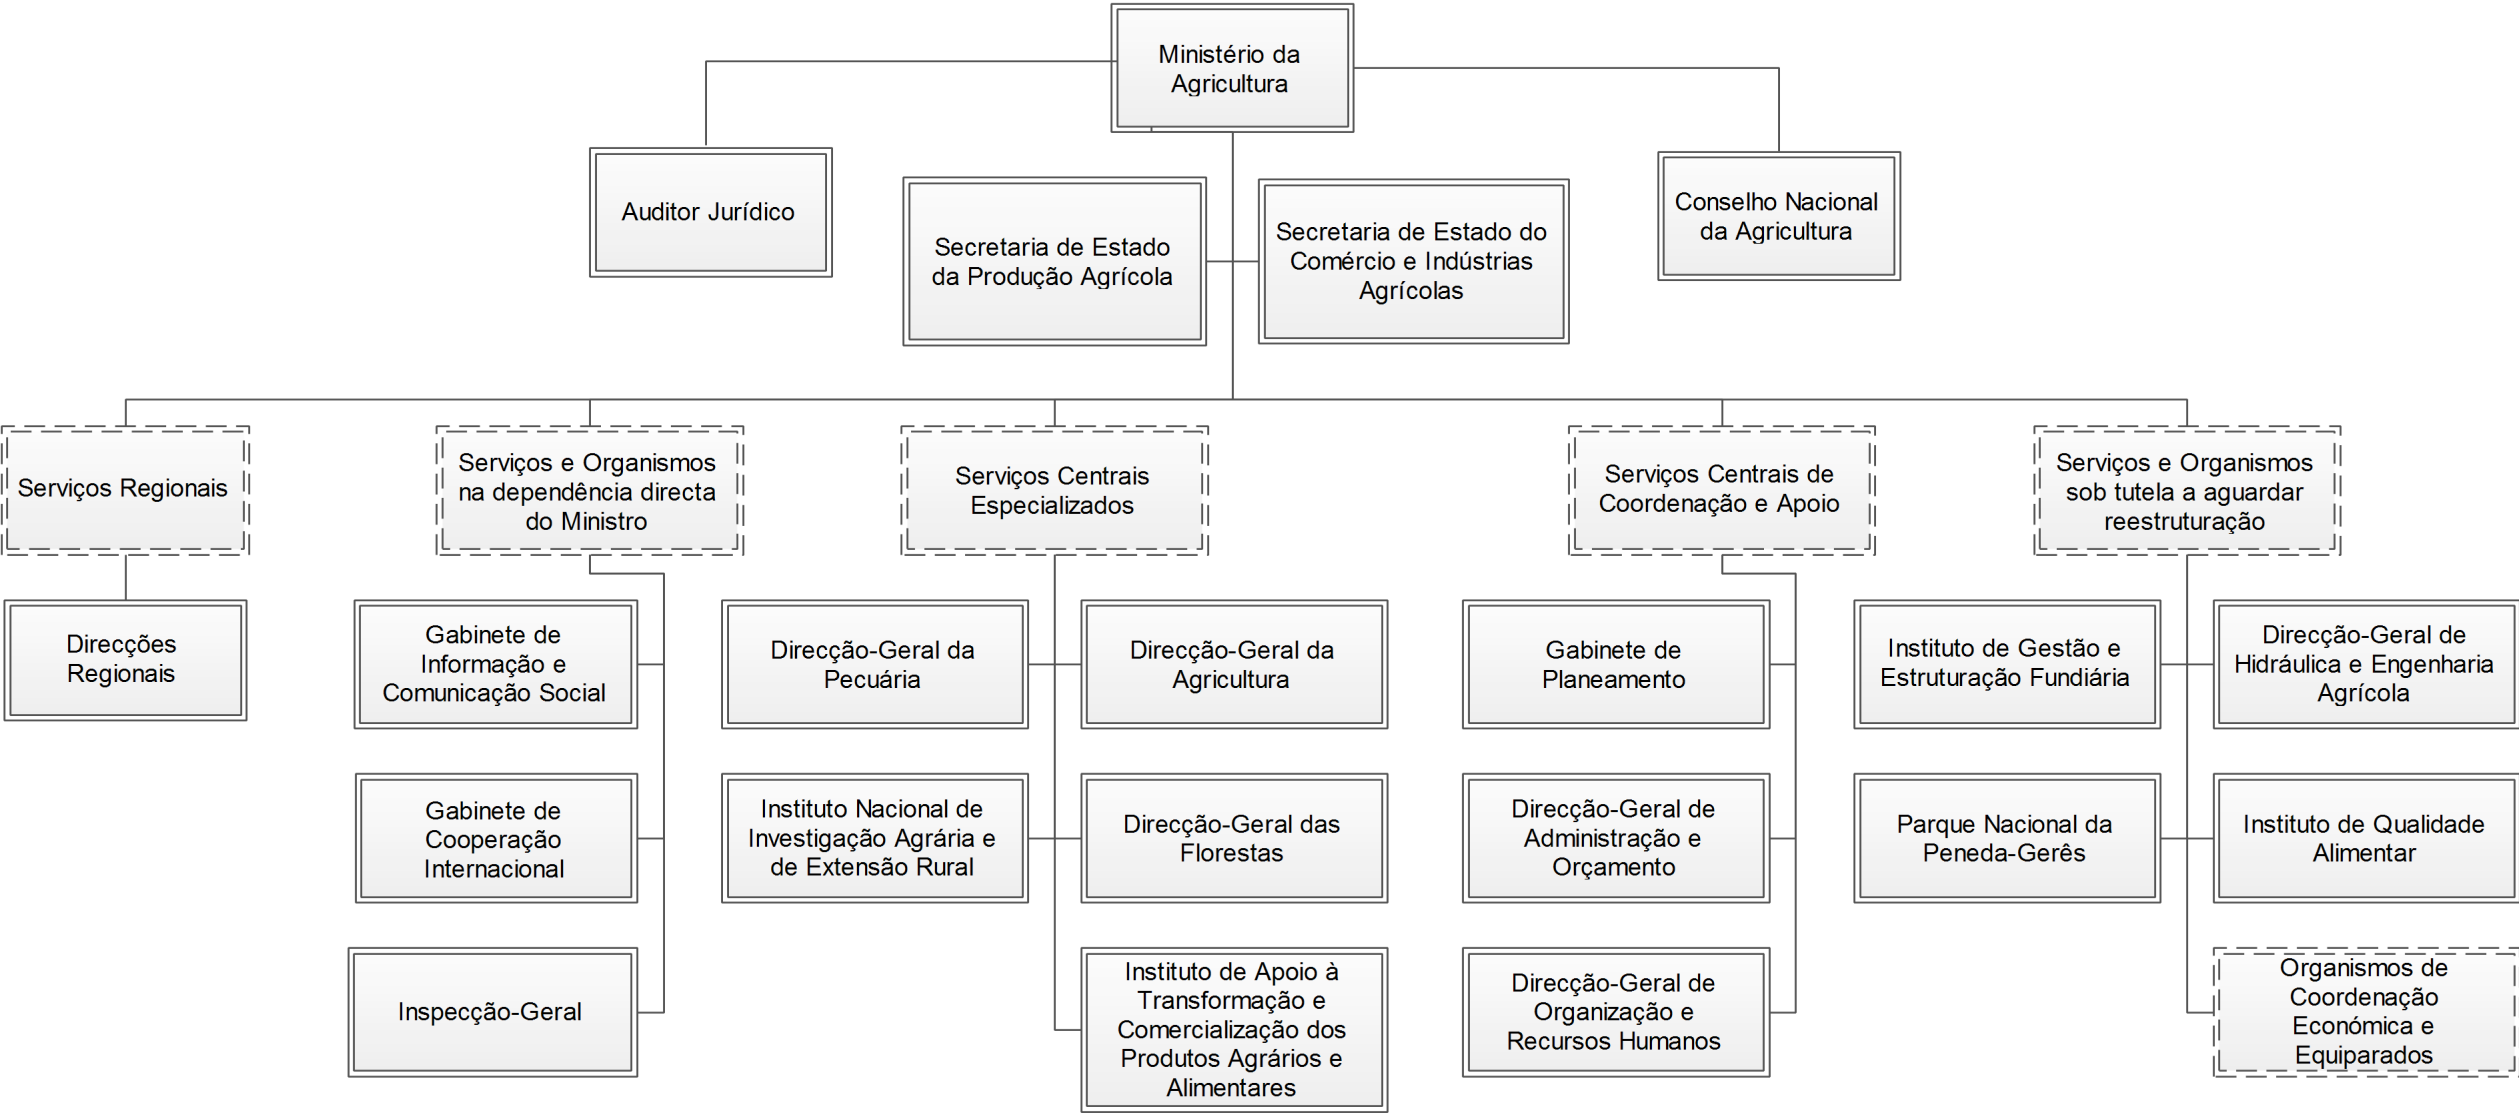 Ministério da
Agricultura
Auditor Jurídico
Secretaria de Estado
da Produção Agrícola
Secretaria de Estado do
Comércio e Indústrias
Agrícolas
Conselho Nacional
da Agricultura
Serviços Regionais
Serviços e Organismos
na dependência directa
do Ministro
Serviços Centrais
Especializados
Serviços Centrais de
Coordenação e Apoio
Serviços e Organismos
sob tutela a aguardar
reestruturação
Direcções
Regionais
Gabinete de
Informação e
Comunicação Social
Direcção-Geral da
Pecuária
Direcção-Geral da
Agricultura
Gabinete de
Planeamento
Instituto de Gestão e
Estruturação Fundiária
Direcção-Geral de
Hidráulica e Engenharia
Agrícola
Gabinete de
Cooperação
Internacional
Instituto Nacional de
Investigação Agrária e
de Extensão Rural
Direcção-Geral das
Florestas
Direcção-Geral de
Administração e
Orçamento
Parque Nacional da
Peneda-Gerês
Instituto de Qualidade
Alimentar
Inspecção-Geral
Instituto de Apoio à
Transformação e
Comercialização dos
Produtos Agrários e
Alimentares
Direcção-Geral de
Organização e
Recursos Humanos
Organismos de
Coordenação
Económica e
Equiparados